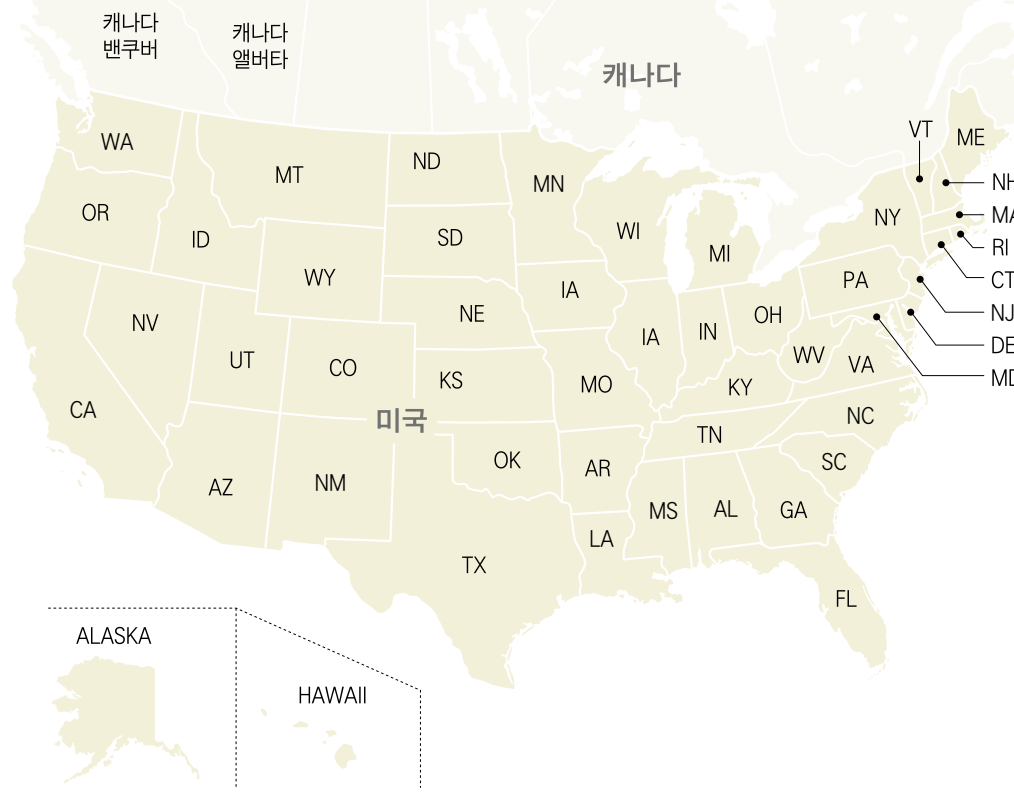 캐나다
밴쿠버
캐나다
앨버타
캐나다
VT
ME
WA
ND
MT
MN
NH
OR
MA
NY
WI
SD
ID
RI
MI
WY
PA
CT
IA
NE
OH
NJ
NV
IN
IA
DE
WV
UT
CO
VA
KS
MO
KY
MD
CA
미국
NC
TN
OK
SC
AR
AZ
NM
MS
AL
GA
LA
TX
FL
ALASKA
HAWAII